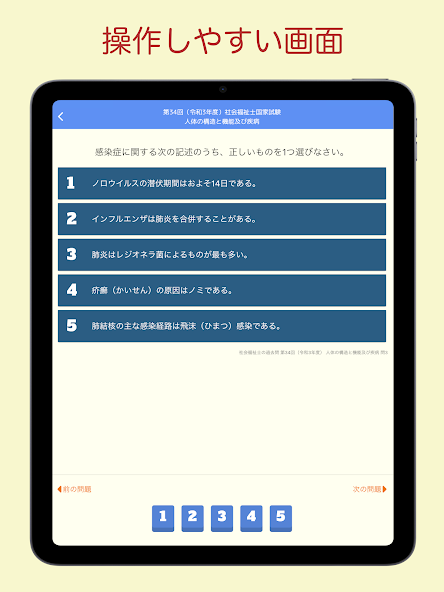 操作しやすい画面
第34回（令和3年度）社会福祉士国家試験
人体の構造と機能及び疾病
感染症に関する次の記述のうち、正しいものを1つ選びなさい。
1 ノロウイルスの潜伏期間はおよそ14日である。
2 インフルエンザは肺炎を合併することがある。
3 肺炎はレジオネラ菌によるものが最も多い。
4 疥癬（かいせん）の原因はノミである。
5 肺結核の主な感染経路は飛沫（ひまつ）感染である。
社会福祉士の過去問 第34回（令和3年度） 人体の構造と機能及び疾病 問5
前の問題 次の問題
1 2 3 4 5